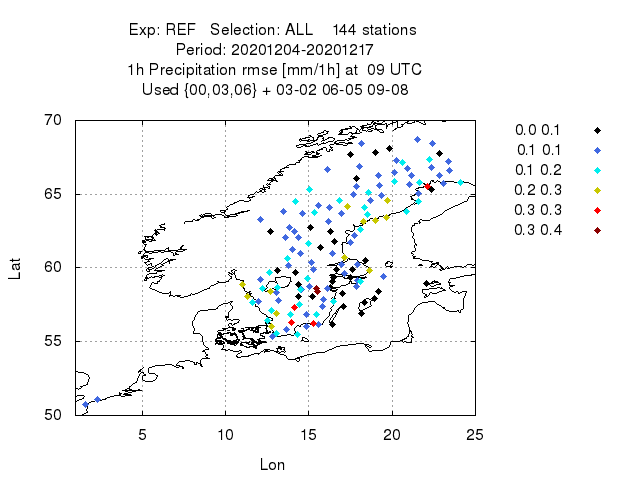 Exp: REF Selection: ALL 144 stations
Period: 20201204-20201217
1h Precipitation rmse [mm/1h] at 09 UTC
Used {00,03,06} + 03-02 06-05 09-08
70
65
60
55
50
Lat
5
10
15
20
25
Lon
0.0 0.1
0.1 0.1
0.1 0.2
0.2 0.3
0.3 0.3
0.3 0.4